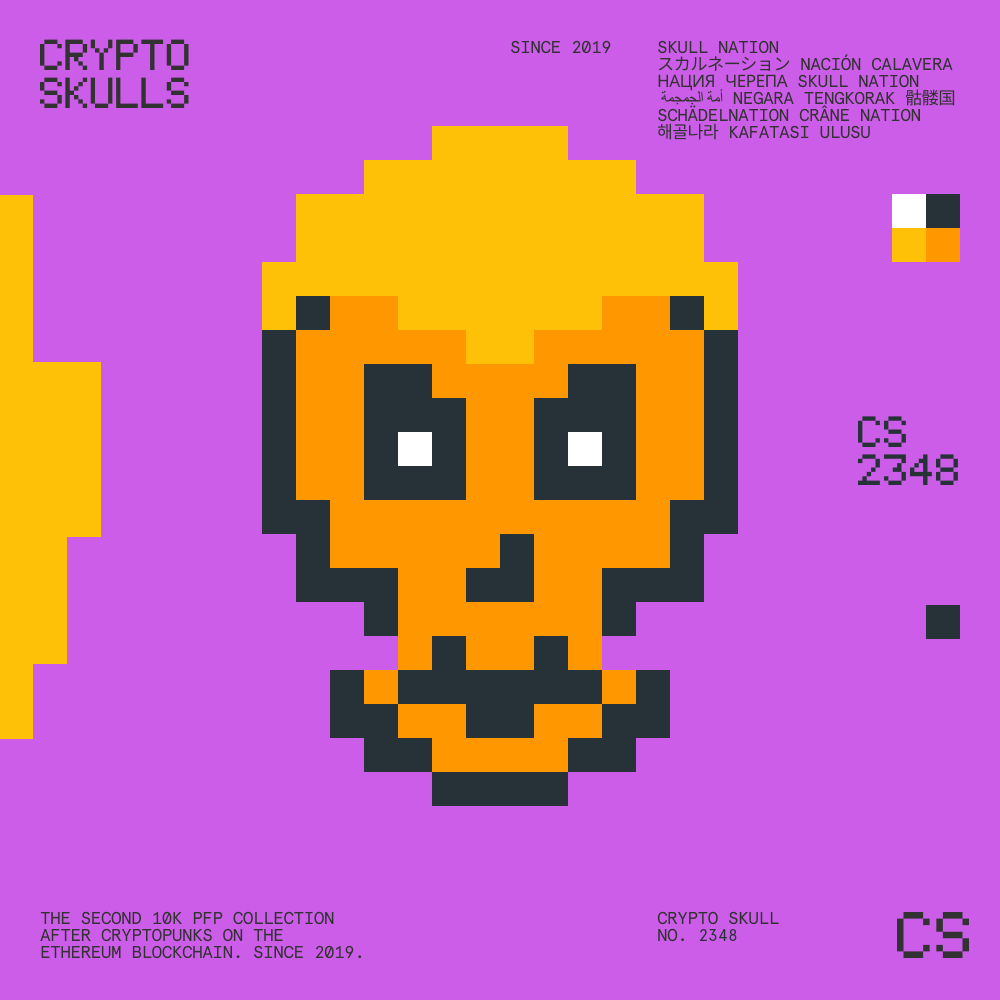 CRYPTO
SKULLS
SINCE 2019
SKULL NATION
スカルネーション NACIÓN CALAVERA
НАЦИЯ ЧЕРЕПА SKULL NATION
أمة الجمجمة NEGARA TENGKORAK 骷髅国
SCHÄDELNATION CRÂNE NATION
해골나라 KAFATASI ULUSU
CS
2348
THE SECOND 10K PFP COLLECTION
AFTER CRYPTOPUNKS ON THE
ETHEREUM BLOCKCHAIN. SINCE 2019.
CRYPTO SKULL
NO. 2348
CS